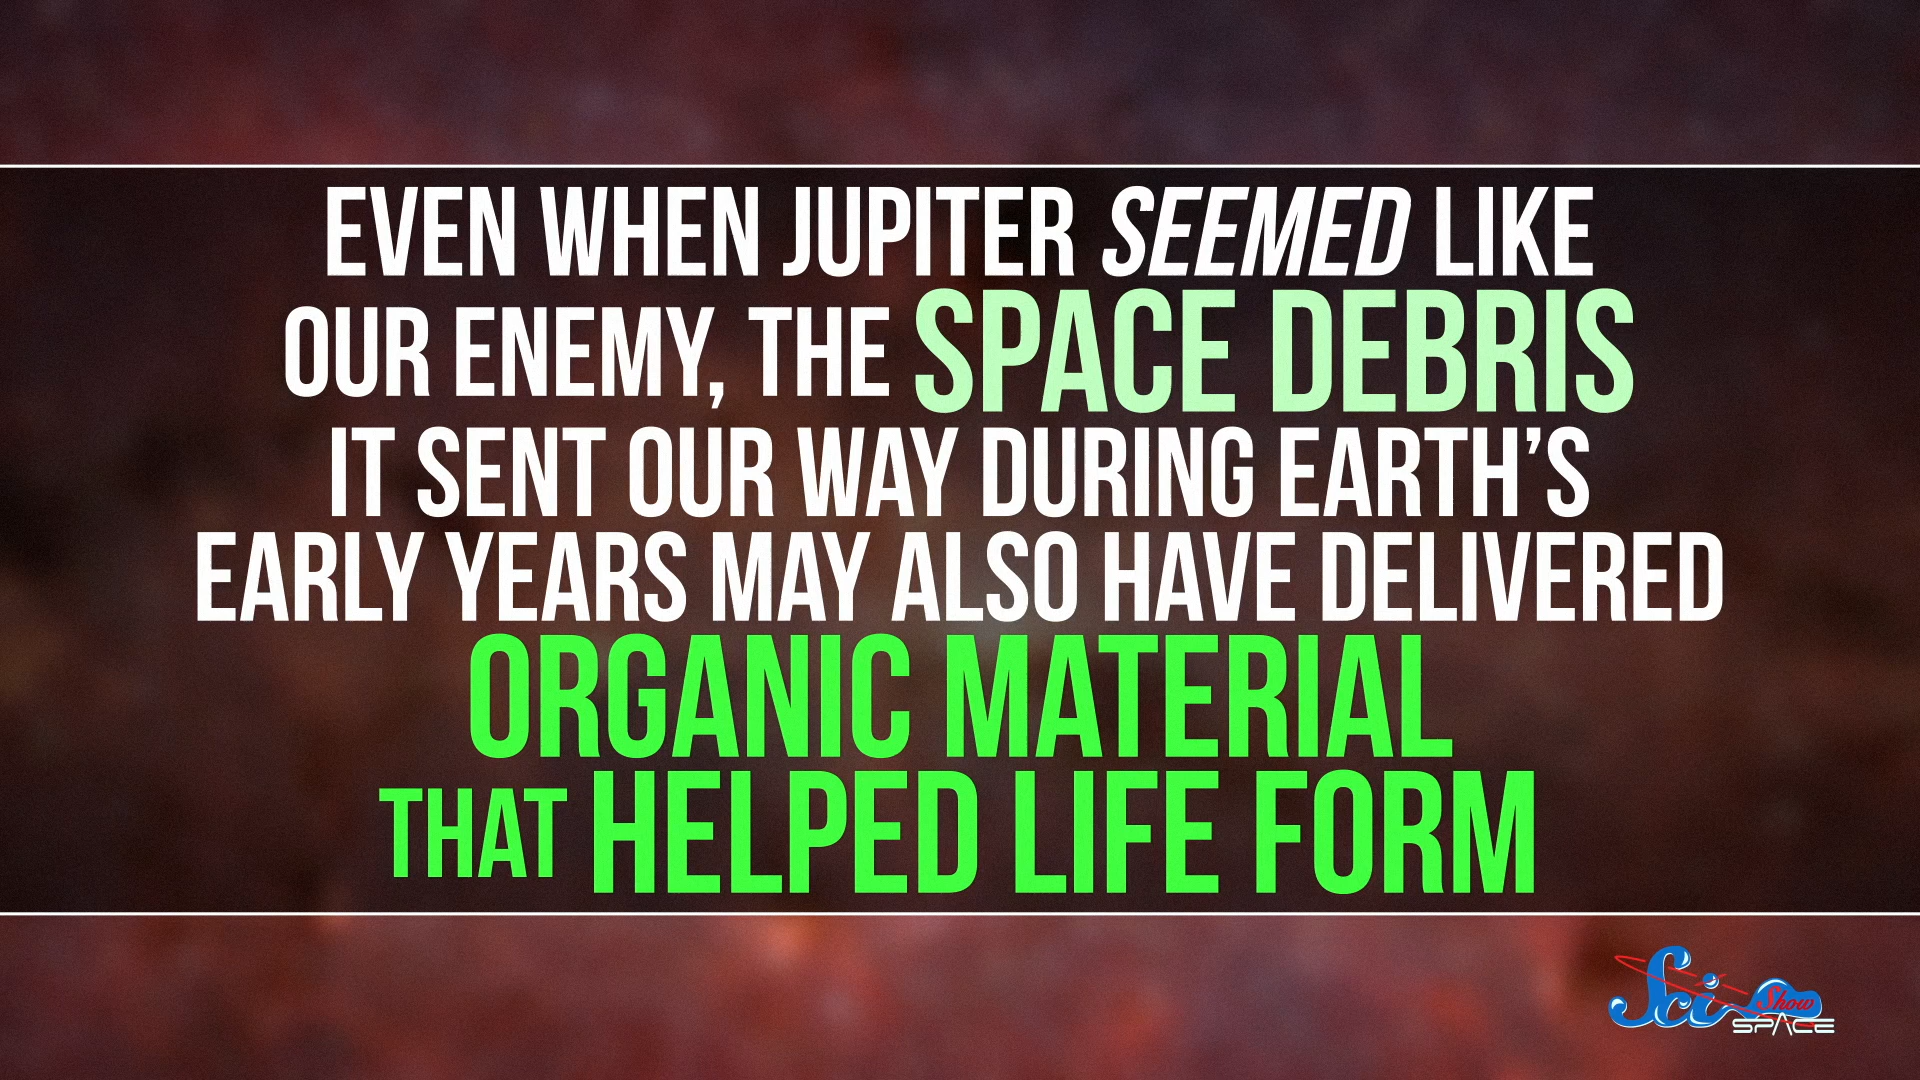 EVEN WHEN JUPITER SEEMED LIKE
OUR ENEMY, THE SPACE DEBRIS
IT SENT OUR WAY DURING EARTH’S
EARLY YEARS MAY ALSO HAVE DELIVERED
ORGANIC MATERIAL
THAT HELPED LIFE FORM
Sci Show
SPACE